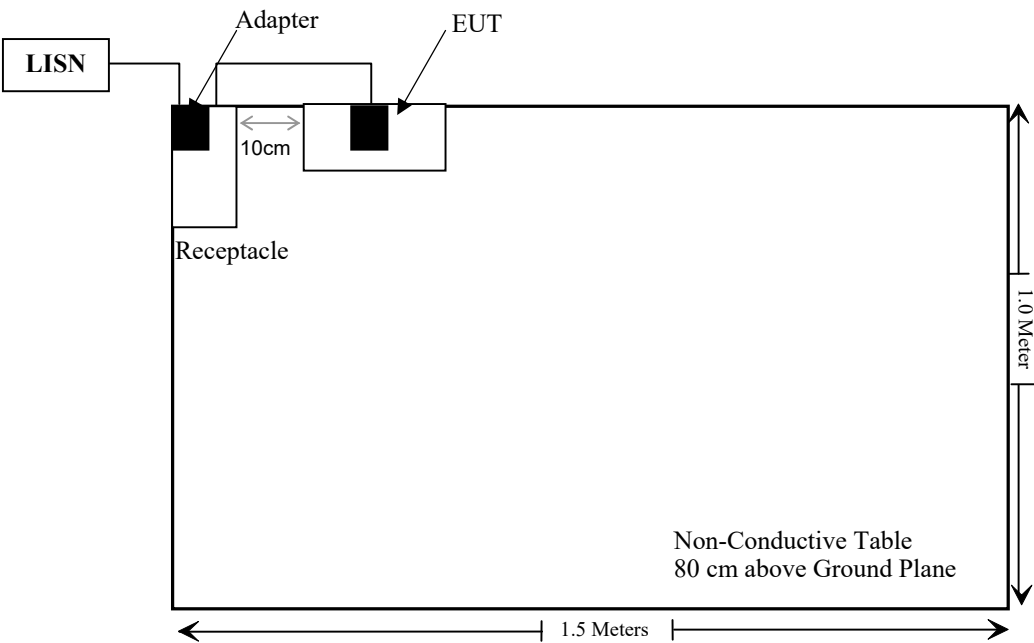 Adapter
EUT
LISN
10cm
Receptacle
1.0 Meter
Non-Conductive Table
80 cm above Ground Plane
1.5 Meters